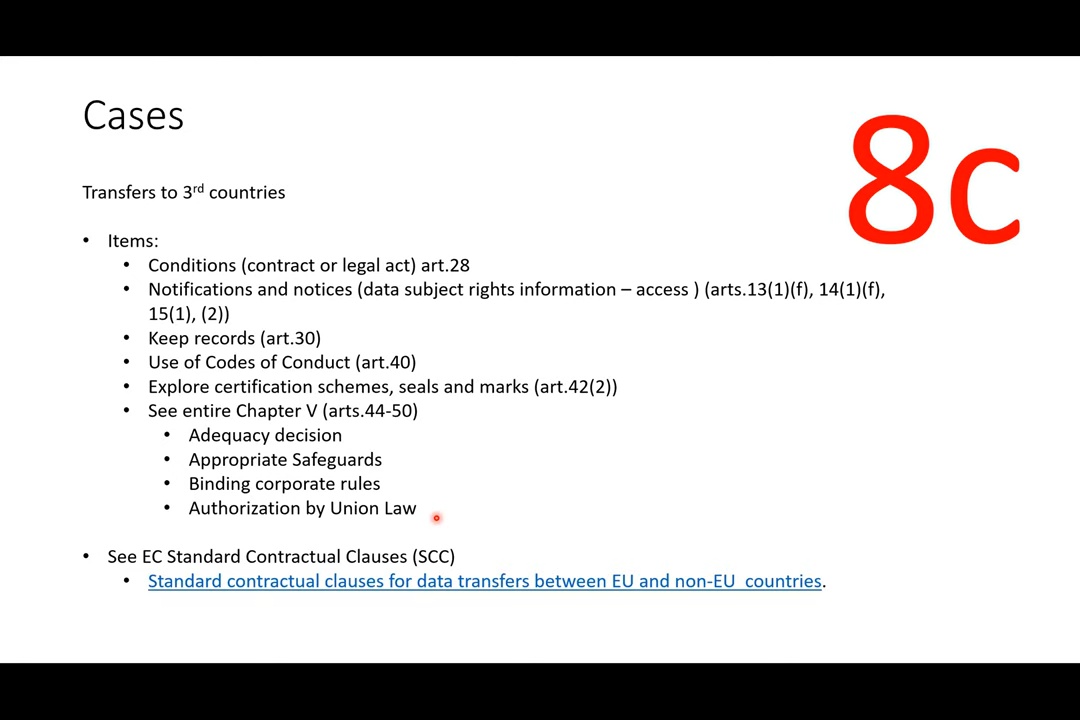 Cases
8c
Transfers to 3rd countries
• Items:
• Conditions (contract or legal act) art.28
• Notifications and notices (data subject rights information – access ) (arts.13(1)(f), 14(1)(f),
15(1), (2))
• Keep records (art.30)
• Use of Codes of Conduct (art.40)
• Explore certification schemes, seals and marks (art.42(2))
• See entire Chapter V (arts.44-50)
• Adequacy decision
• Appropriate Safeguards
• Binding corporate rules
• Authorization by Union Law
• See EC Standard Contractual Clauses (SCC)
• Standard contractual clauses for data transfers between EU and non-EU  countries.